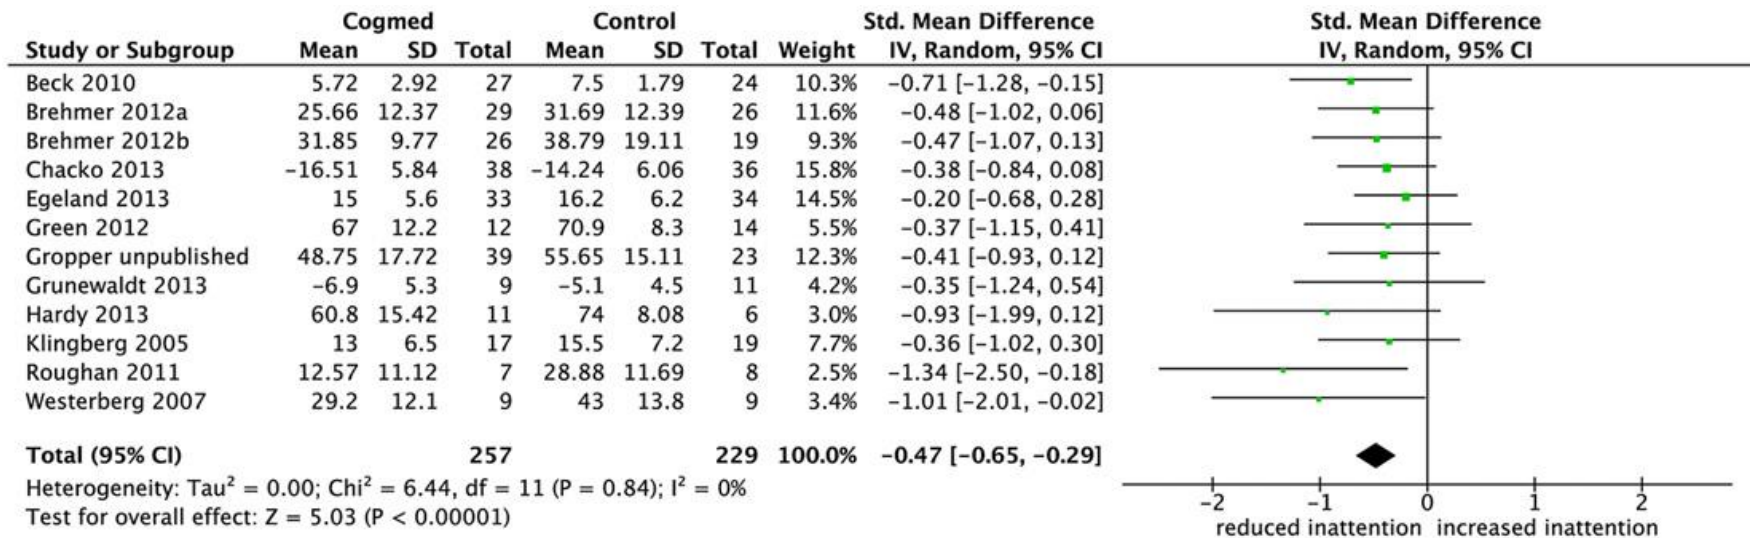 Cogmed Control Std. Mean Difference Std. Mean Difference
Study or Subgroup Mean SD Total Mean SD Total Weight IV, Random, 95% CI IV, Random, 95% CI
Beck 2010 5.72 2.92 27 7.5 1.79 24 10.3% −0.71 [−1.28, −0.15]
Brehmer 2012a 25.66 12.37 29 31.69 12.39 26 11.6% −0.48 [−1.02, 0.06]
Brehmer 2012b 31.85 9.77 26 38.79 19.11 19 9.3% −0.47 [−1.07, 0.13]
Chacko 2013 −16.51 5.84 38 −14.24 6.06 36 15.8% −0.38 [−0.84, 0.08]
Egeland 2013 15 5.6 33 16.2 6.2 34 14.5% −0.20 [−0.68, 0.28]
Green 2012 67 12.2 12 70.9 8.3 14 5.5% −0.37 [−1.15, 0.41]
Gropper unpublished 48.75 17.72 39 55.65 15.11 23 12.3% −0.41 [−0.93, 0.12]
Grunewaldt 2013 −6.9 5.3 9 −5.1 4.5 11 4.2% −0.35 [−1.24, 0.54]
Hardy 2013 60.8 15.42 11 74 8.08 6 3.0% −0.93 [−1.99, 0.12]
Klingberg 2005 13 6.5 17 15.5 7.2 19 7.7% −0.36 [−1.02, 0.30]
Roughan 2011 12.57 11.12 7 28.88 11.69 8 2.5% −1.34 [−2.50, −0.18]
Westerberg 2007 29.2 12.1 9 43 13.8 9 3.4% −1.01 [−2.01, −0.02]
Total (95% CI) 257 229 100.0% −0.47 [−0.65, −0.29]
Heterogeneity: Tau² = 0.00; Chi² = 6.44, df = 11 (P = 0.84); I² = 0%
Test for overall effect: Z = 5.03 (P < 0.00001)
−2 −1 0 1 2
reduced inattention increased inattention